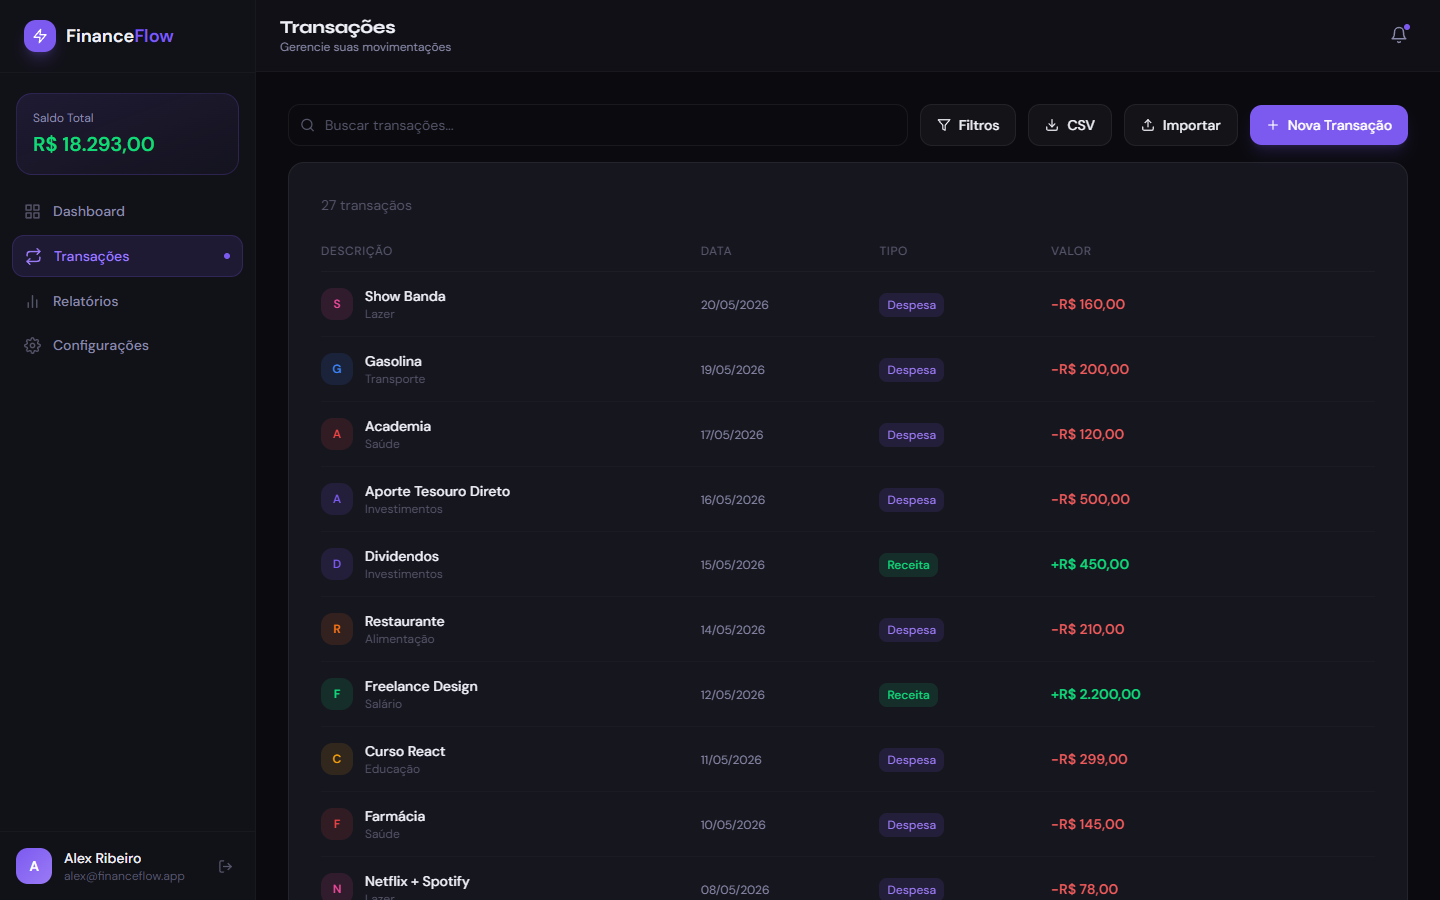 FinanceFlow
Transações
Gerencie suas movimentações
Saldo Total
R$ 18.293,00
Dashboard
Transações
Relatórios
Configurações
A
Alex Ribeiro
alex@financeflow.app
Buscar transações...
Filtros
CSV
Importar
+ Nova Transação
27 transaçãos
DESCRIÇÃO DATA TIPO VALOR
S Show Banda 20/05/2026 Despesa -R$ 160,00
Lazer
G Gasolina 19/05/2026 Despesa -R$ 200,00
Transporte
A Academia 17/05/2026 Despesa -R$ 120,00
Saúde
A Aporte Tesouro Direto 16/05/2026 Despesa -R$ 500,00
Investimentos
D Dividendos 15/05/2026 Receita +R$ 450,00
Investimentos
R Restaurante 14/05/2026 Despesa -R$ 210,00
Alimentação
F Freelance Design 12/05/2026 Receita +R$ 2.200,00
Salário
C Curso React 11/05/2026 Despesa -R$ 299,00
Educação
F Farmácia 10/05/2026 Despesa -R$ 145,00
Saúde
N Netflix + Spotify 08/05/2026 Despesa -R$ 78,00
Lazer